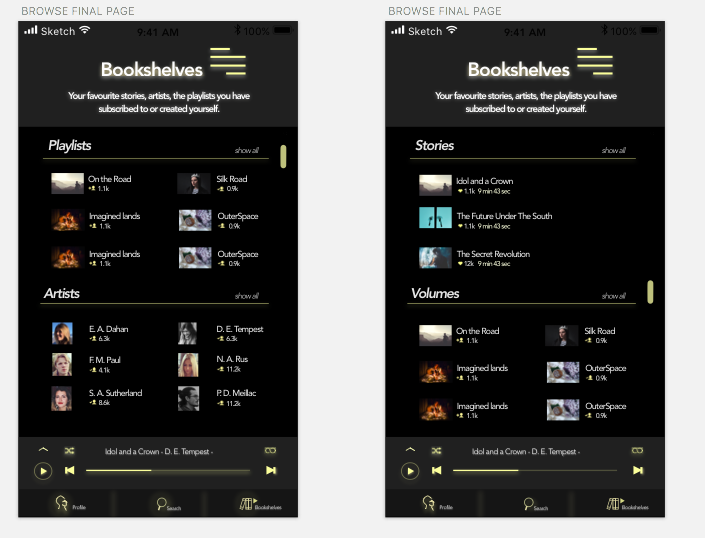 BROWSE FINAL PAGE
Sketch 9:41 AM 100%
Bookshelves
Your favourite stories, artists, the playlists you have
subscribed to or created yourself.
Playlists show all
On the Road Silk Road
1.1k 0.9k
Imagined lands OuterSpace
1.1k 0.9k
Imagined lands OuterSpace
1.1k 0.9k
Artists show all
E. A. Dahan D. E. Tempest
6.3k 6.3k
F. M. Paul N. A. Rus
4.1k 11.2k
S. A. Sutherland P. D. Meillac
8.6k 11.2k
Idol and a Crown - D. E. Tempest -
Profile Search Bookshelves
BROWSE FINAL PAGE
Sketch 9:41 AM 100%
Bookshelves
Your favourite stories, artists, the playlists you have
subscribed to or created yourself.
Stories show all
Idol and a Crown
1.1k 9 min 43 sec
The Future Under The South
1.1k 9 min 43 sec
The Secret Revolution
12k 9 min 43 sec
Volumes show all
On the Road Silk Road
1.1k 0.9k
Imagined lands OuterSpace
1.1k 0.9k
Imagined lands OuterSpace
1.1k 0.9k
Idol and a Crown - D. E. Tempest -
Profile Search Bookshelves